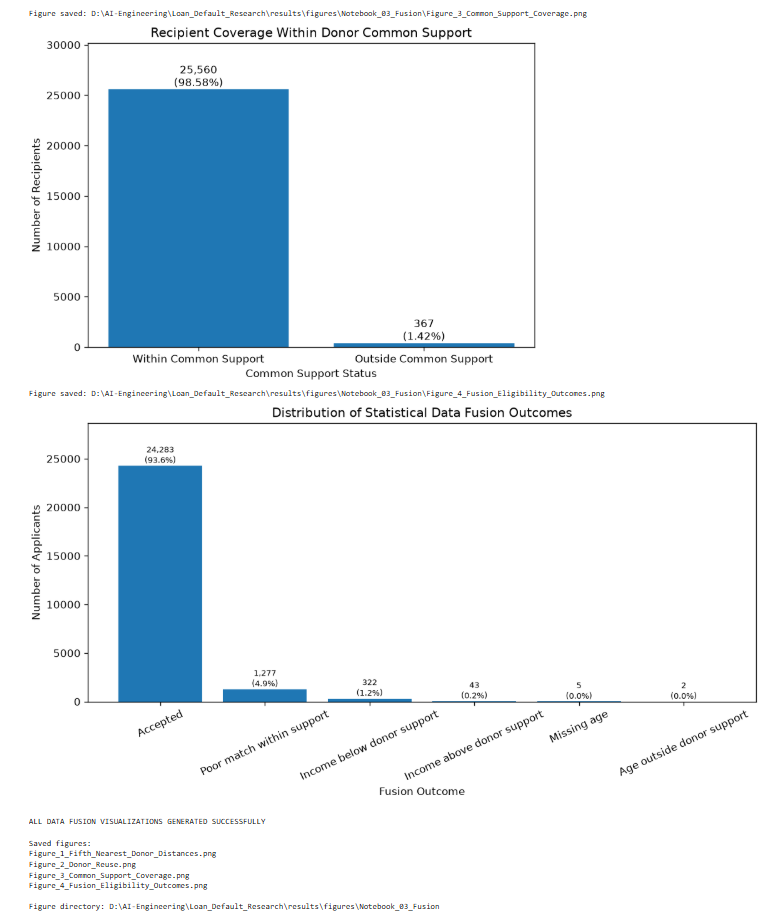 Figure saved: D:\AI-Engineering\Loan_Default_Research\results\figures\Notebook_03_Fusion\Figure_3_Common_Support_Coverage.png
Recipient Coverage Within Donor Common Support
30000
25000
20000
15000
10000
5000
0
Number of Recipients
25,560
(98.58%)
367
(1.42%)
Within Common Support
Outside Common Support
Common Support Status
Figure saved: D:\AI-Engineering\Loan_Default_Research\results\figures\Notebook_03_Fusion\Figure_4_Fusion_Eligibility_Outcomes.png
Distribution of Statistical Data Fusion Outcomes
25000
20000
15000
10000
5000
0
Number of Applicants
24,283
(93.6%)
1,277
(4.9%)
322
(1.2%)
43
(0.2%)
5
(0.0%)
2
(0.0%)
Accepted
Poor match within support
Income below donor support
Income above donor support
Missing age
Age outside donor support
Fusion Outcome
ALL DATA FUSION VISUALIZATIONS GENERATED SUCCESSFULLY
Saved figures:
Figure_1_Fifth_Nearest_Donor_Distances.png
Figure_2_Donor_Reuse.png
Figure_3_Common_Support_Coverage.png
Figure_4_Fusion_Eligibility_Outcomes.png
Figure directory: D:\AI-Engineering\Loan_Default_Research\results\figures\Notebook_03_Fusion